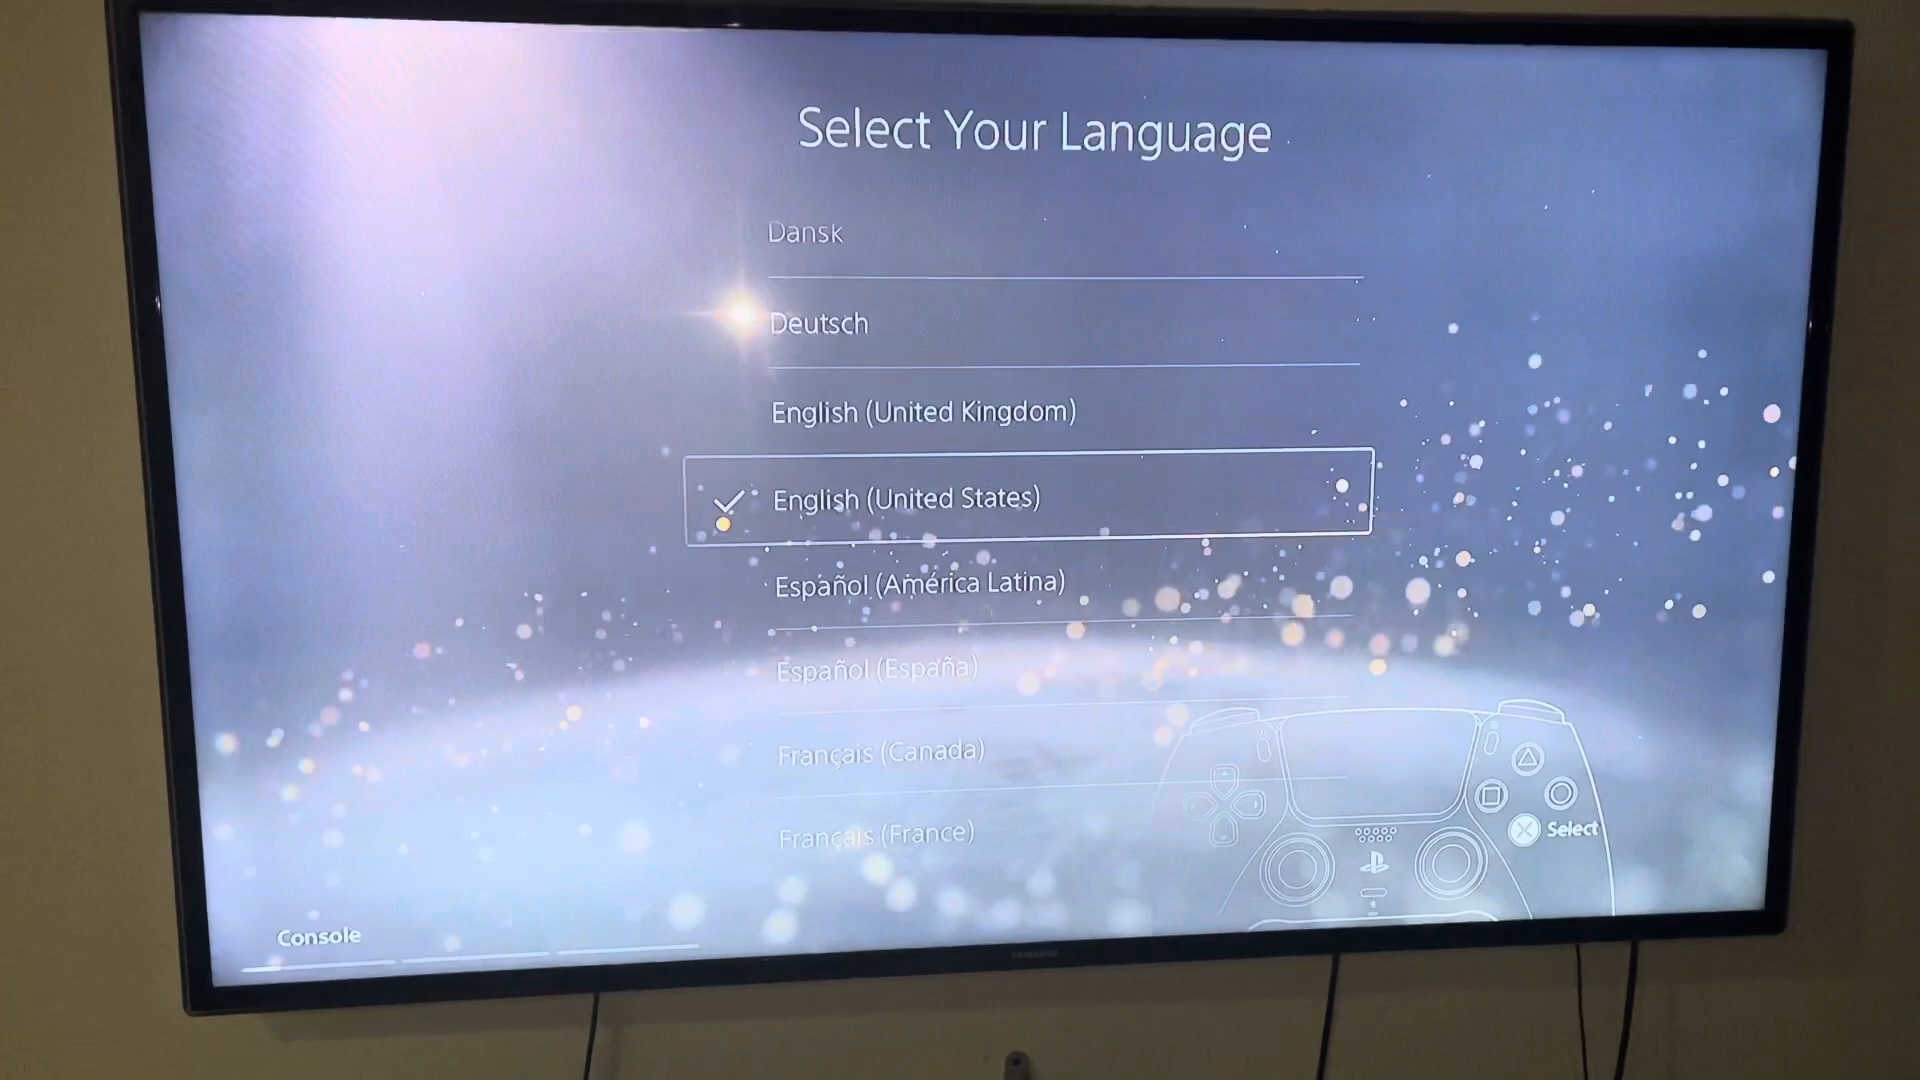 Select Your Language
Dansk
Deutsch
English (United Kingdom)
English (United States)
Español (América Latina)
Español (España)
Français (Canada)
Français (France)
Select
Console
SAMSUNG